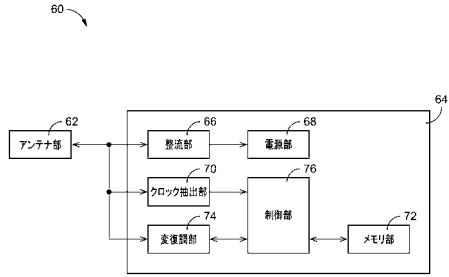 60
64
62
66
68
アンテナ部
整流部
電源部
70
76
クロック抽出部
74
制御部
72
変復調部
メモリ部